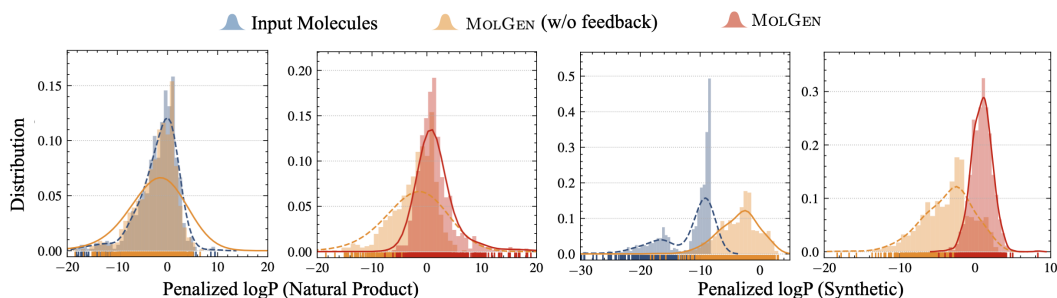 Input Molecules MOLGEN (w/o feedback) MOLGEN
Distribution
0.15
0.10
0.05
0.00
−20 −10 0 10 20
0.20
0.15
0.10
0.05
0.00
−20 −10 0 10 20
Penalized logP (Natural Product)
0.5
0.4
0.3
0.2
0.1
0.0
−30 −20 −10 0
0.3
0.2
0.1
0.0
−20 −10 0 10
Penalized logP (Synthetic)